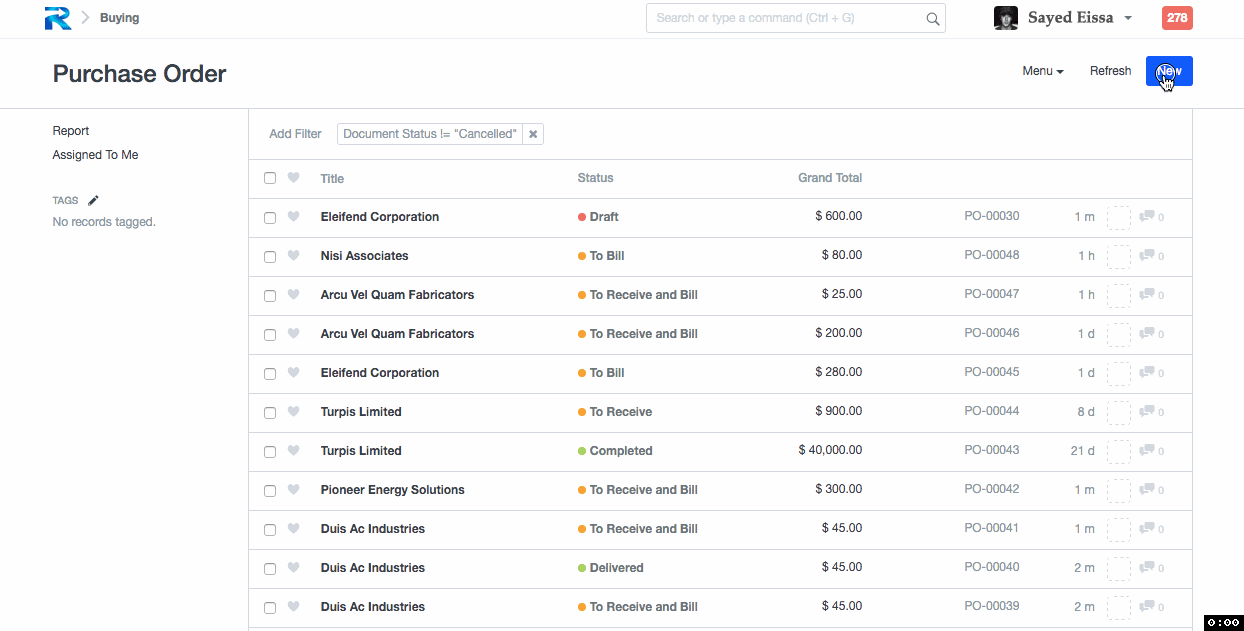 Buying
Search or type a command (Ctrl + G)
Sayed Eissa
278
Purchase Order
Menu
Refresh
New
Report
Assigned To Me
TAGS
No records tagged.
Add Filter
Document Status != "Cancelled"
Title Status Grand Total
Eleifend Corporation Draft $ 600.00 PO-00030 1 m 0
Nisi Associates To Bill $ 80.00 PO-00048 1 h 0
Arcu Vel Quam Fabricators To Receive and Bill $ 25.00 PO-00047 1 h 0
Arcu Vel Quam Fabricators To Receive and Bill $ 200.00 PO-00046 1 d 0
Eleifend Corporation To Bill $ 280.00 PO-00045 1 d 0
Turpis Limited To Receive $ 900.00 PO-00044 8 d 0
Turpis Limited Completed $ 40,000.00 PO-00043 21 d 0
Pioneer Energy Solutions To Receive and Bill $ 300.00 PO-00042 1 m 0
Duis Ac Industries To Receive and Bill $ 45.00 PO-00041 1 m 0
Duis Ac Industries Delivered $ 45.00 PO-00040 2 m 0
Duis Ac Industries To Receive and Bill $ 45.00 PO-00039 2 m 0
0:00